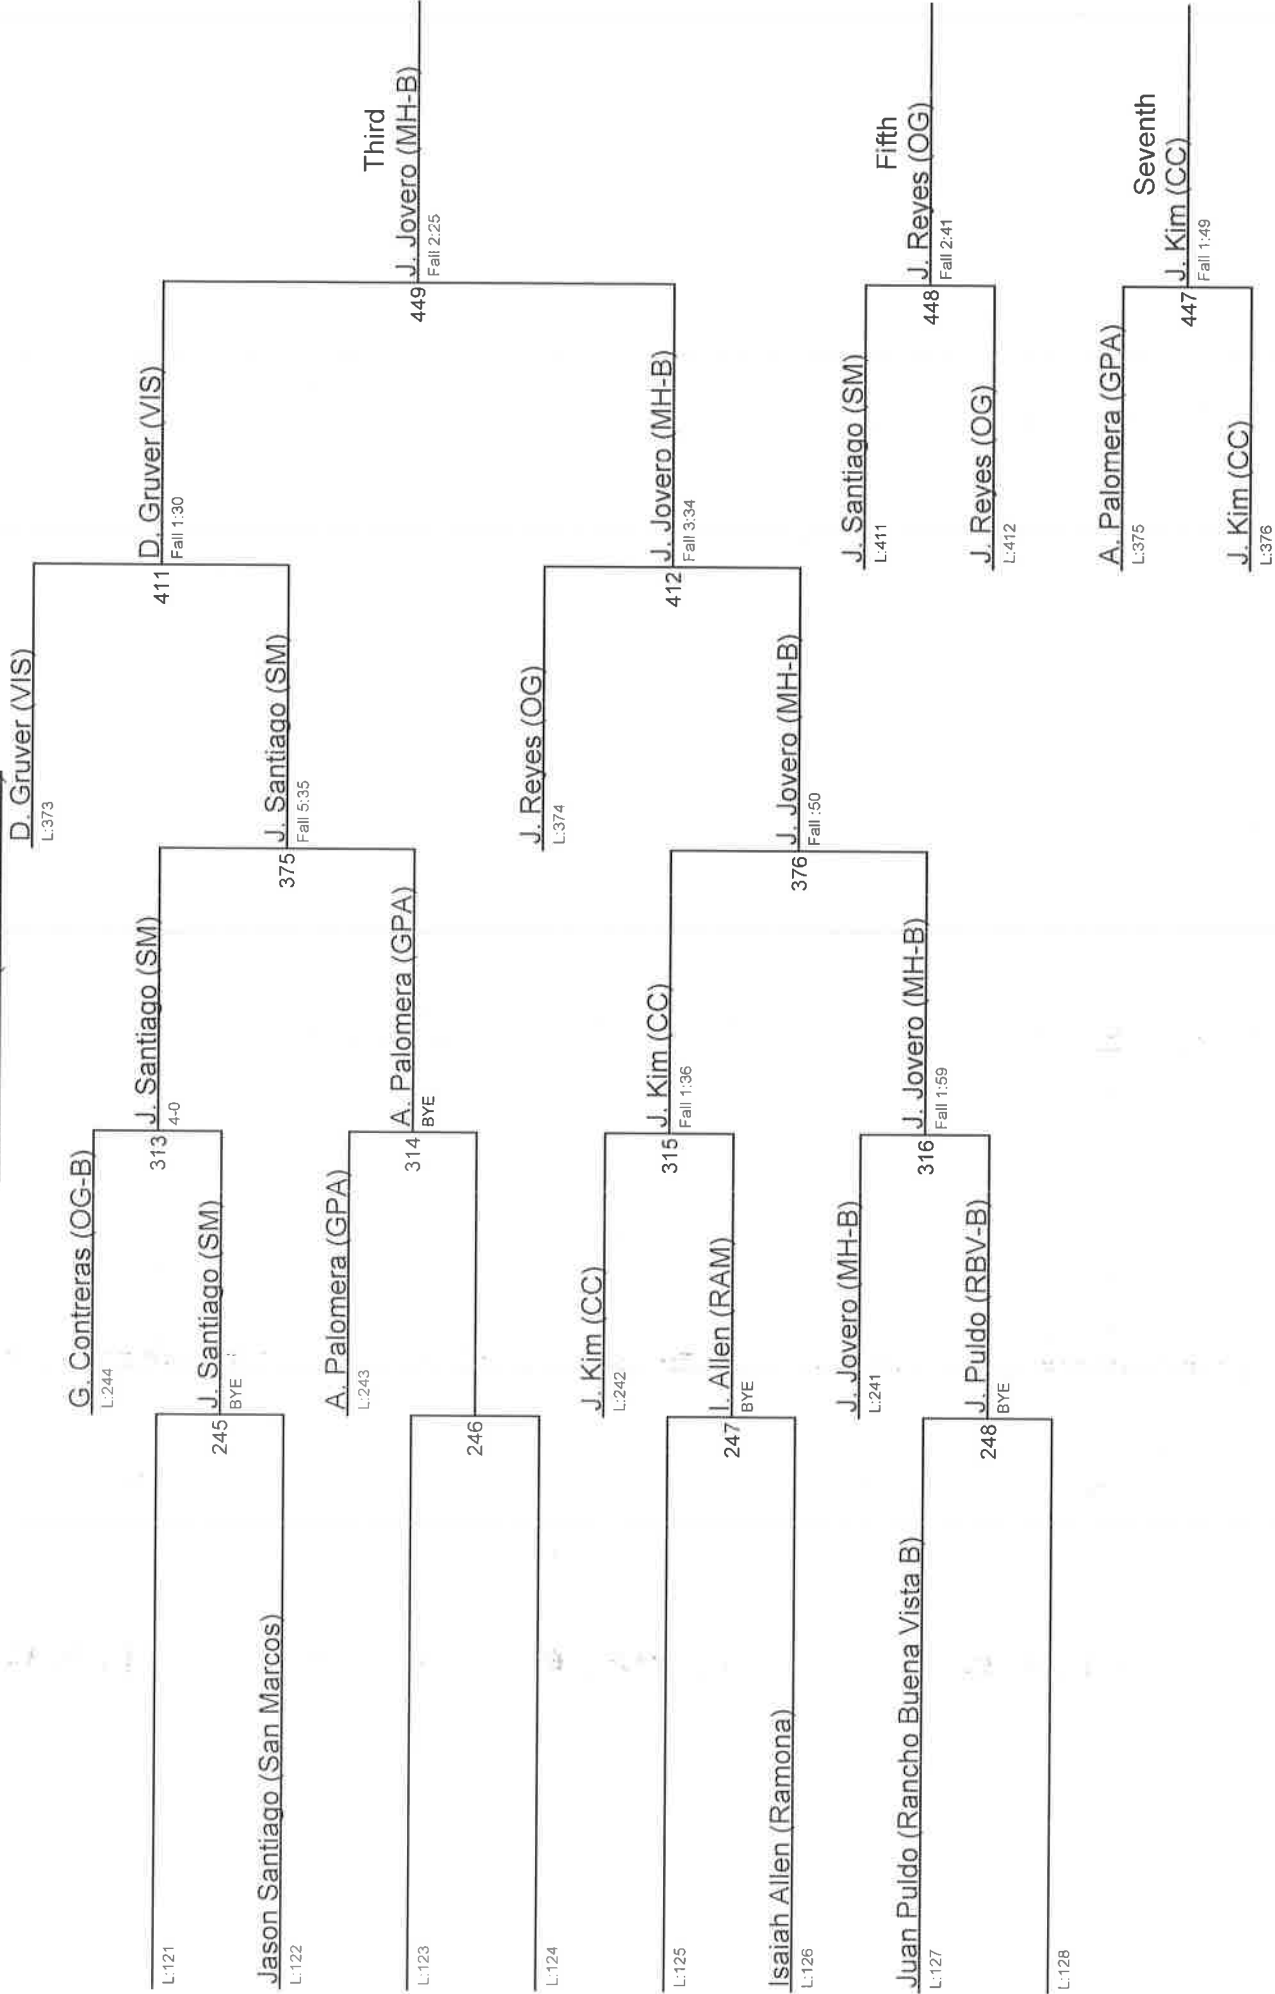 L:121
Jason Santiago (San Marcos)
L:122
L:123
L:124
L:125
Isaiah Allen (Ramona)
L:126
Juan Puldo (Rancho Buena Vista B)
L:127
L:128
G. Contreras (OG-B)
L:244
245
J. Santiago (SM)
BYE
A. Palomera (GPA)
L:243
246
J. Kim (CC)
L:242
247
I. Allen (RAM)
BYE
J. Jovero (MH-B)
L:241
248
J. Puldo (RBV-B)
BYE
313
J. Santiago (SM)
4-0
314
A. Palomera (GPA)
BYE
315
J. Kim (CC)
Fall 1:36
316
J. Jovero (MH-B)
Fall 1:59
D. Gruver (VIS)
L:373
375
J. Santiago (SM)
Fall 5:35
J. Reyes (OG)
L:374
376
J. Jovero (MH-B)
Fall :50
411
D. Gruver (VIS)
Fall 1:30
412
J. Jovero (MH-B)
Fall 3:34
J. Santiago (SM)
L:411
J. Reyes (OG)
L:412
A. Palomera (GPA)
L:375
J. Kim (CC)
L:376
Third
449
J. Jovero (MH-B)
Fall 2:25
Fifth
448
J. Reyes (OG)
Fall 2:41
Seventh
447
J. Kim (CC)
Fall 1:49